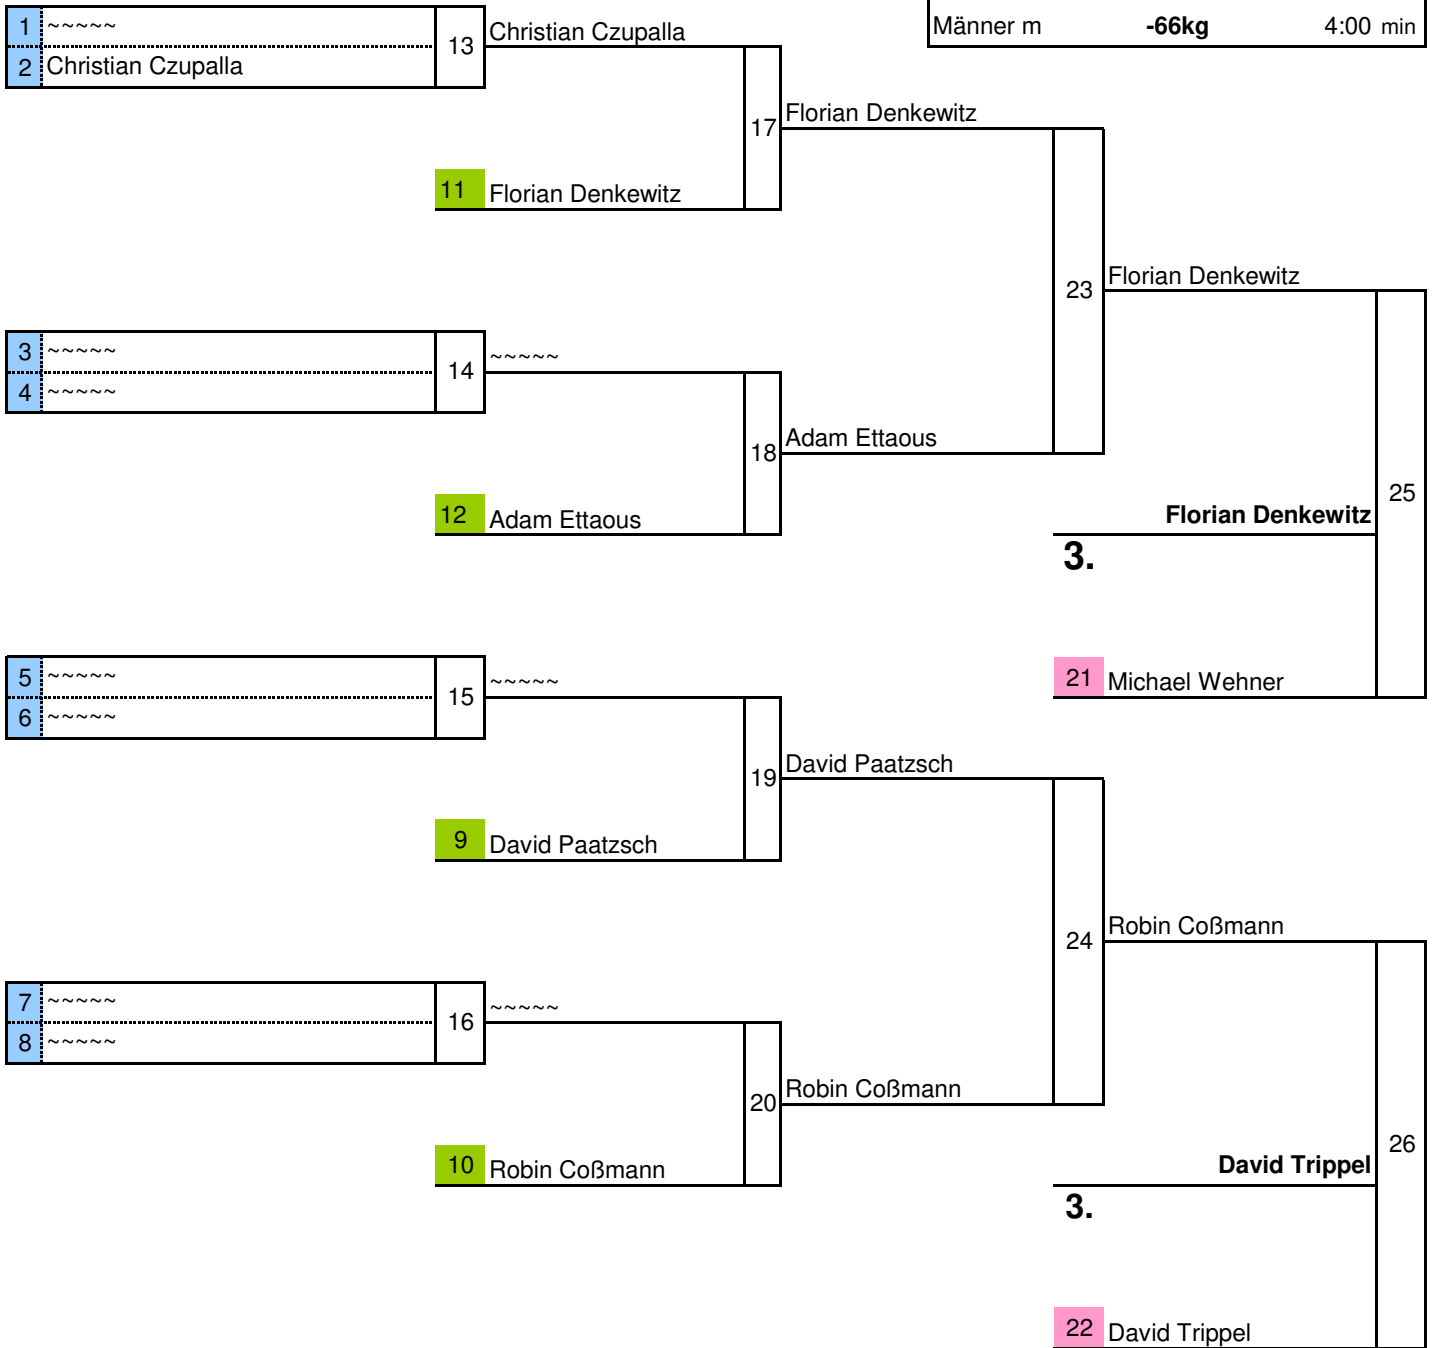 1 ~~~~~
13 Christian Czupalla
Männer m -66kg 4:00 min
2 Christian Czupalla
17 Florian Denkewitz
11 Florian Denkewitz
23 Florian Denkewitz
3 ~~~~~
14 ~~~~~
4 ~~~~~
18 Adam Ettaous
25
12 Adam Ettaous
Florian Denkewitz
3.
5 ~~~~~
15 ~~~~~
6 ~~~~~
21 Michael Wehner
19 David Paatzsch
9 David Paatzsch
24 Robin Coßmann
7 ~~~~~
16 ~~~~~
8 ~~~~~
20 Robin Coßmann
26
10 Robin Coßmann
David Trippel
3.
22 David Trippel